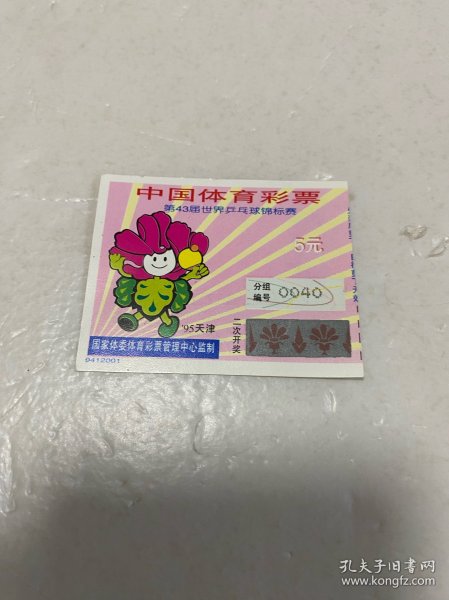 中国体育彩票
第43届世界乒乓球锦标赛
5元
分组
编号
0040
'95天津
二次开奖
国家体委体育彩票管理中心监制
9412001
孔夫子旧书网
www.kongfz.com